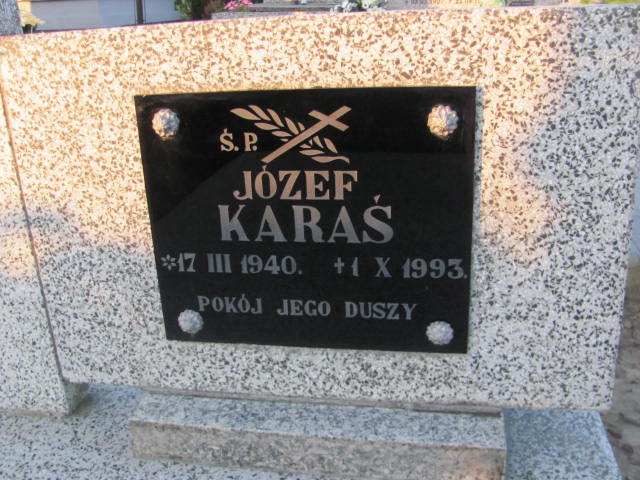 Ś.P.
JÓZEF
KARAŚ
*17 III 1940. +1 X 1993.
POKÓJ JEGO DUSZY